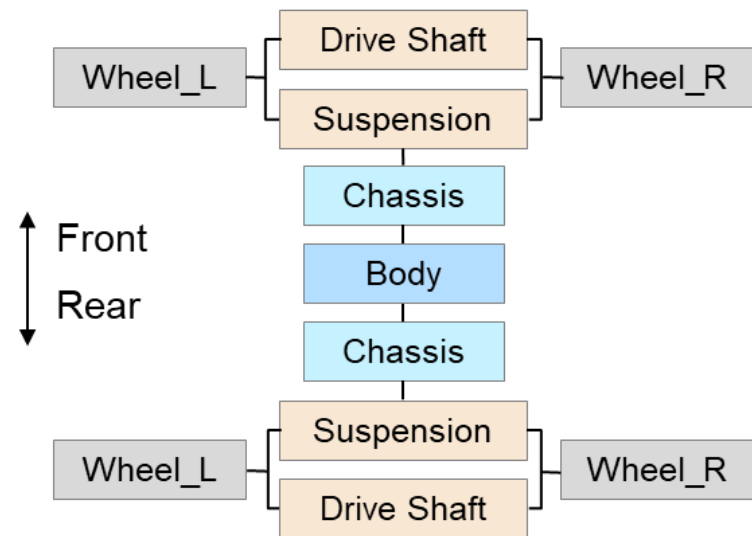 Drive Shaft
Wheel_L
Wheel_R
Suspension
Chassis
Front
Body
Rear
Chassis
Suspension
Wheel_L
Wheel_R
Drive Shaft